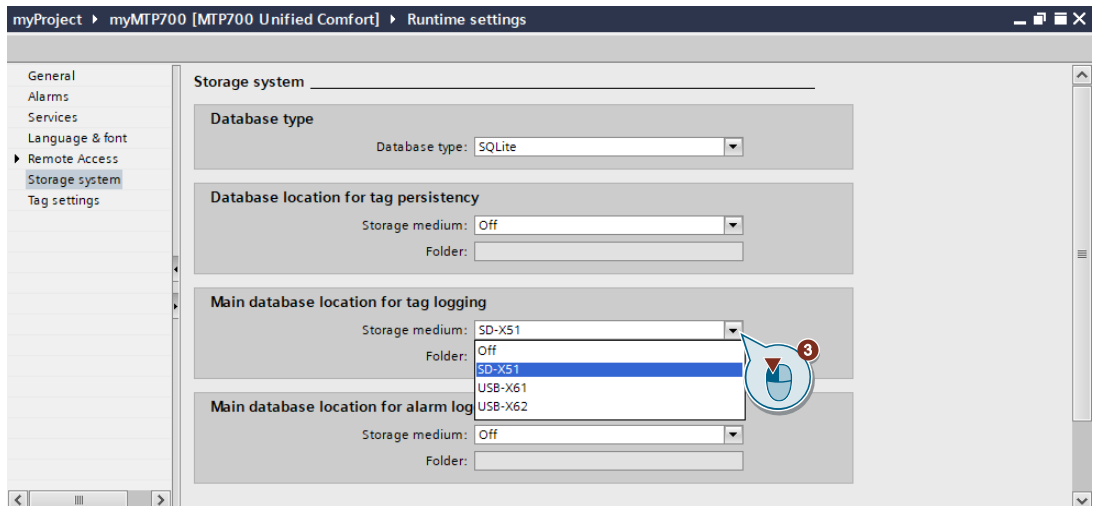 myProject ▸ myMTP700 [MTP700 Unified Comfort] ▸ Runtime settings
General
Alarms
Services
Language & font
Remote Access
Storage system
Tag settings
Storage system
Database type
Database type: SQLite
Database location for tag persistency
Storage medium: Off
Folder:
Main database location for tag logging
Storage medium: SD-X51
Folder:
Off
SD-X51
USB-X61
USB-X62
3
Main database location for alarm log
Storage medium: Off
Folder: